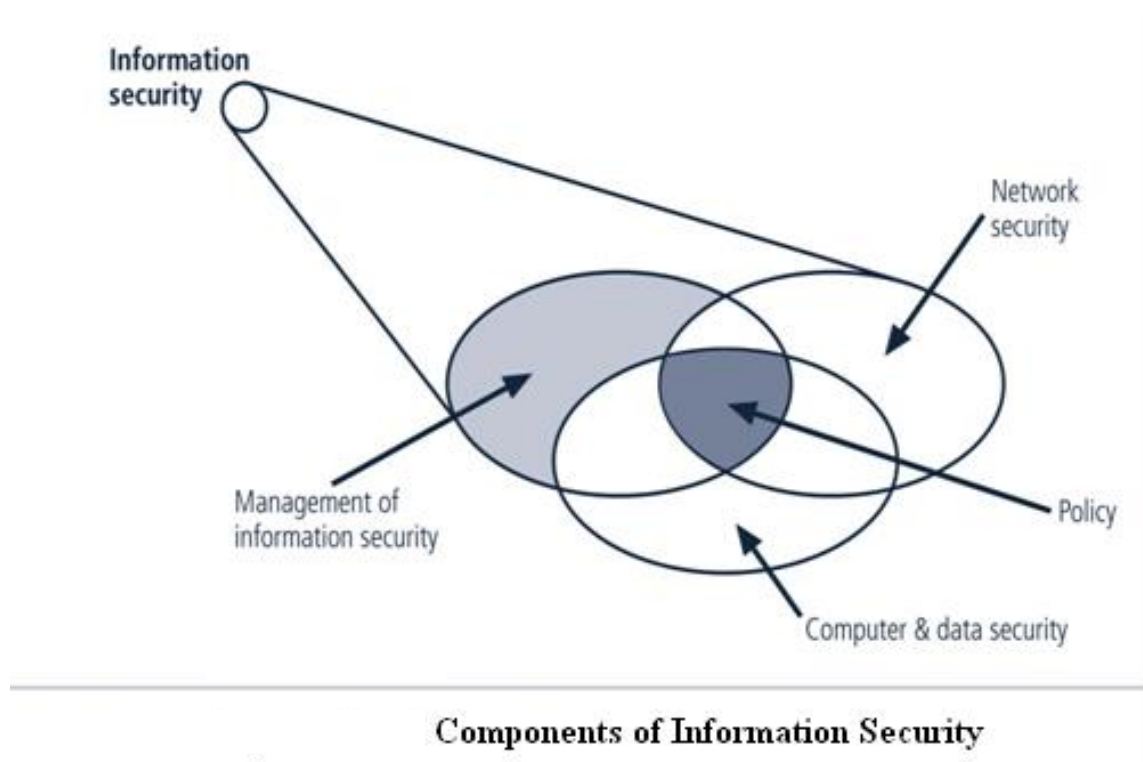 Information
security
Network
security
Management of
information security
Policy
Computer & data security
Components of Information Security